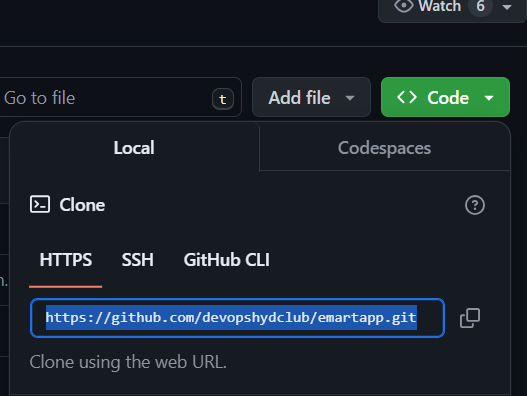 Watch 6
Go to file t Add file Code
Local Codespaces
Clone
HTTPS SSH GitHub CLI
https://github.com/devopshydclub/emartapp.git
Clone using the web URL.